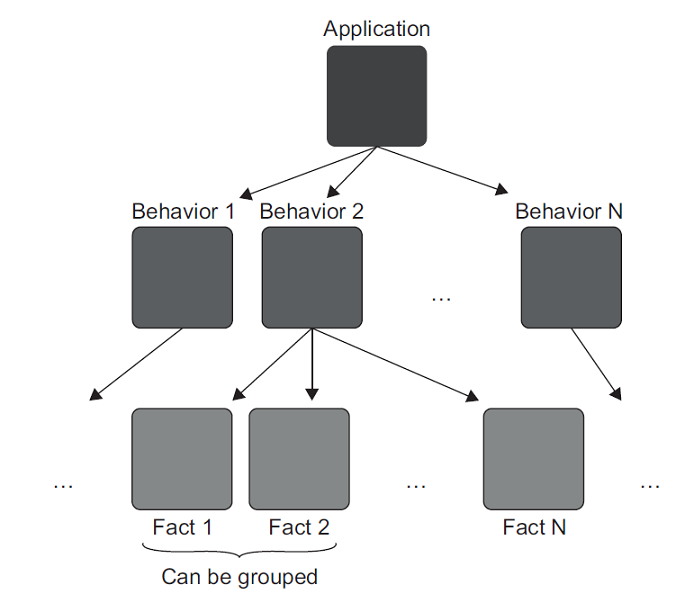 Application
Behavior 1
Behavior 2
Behavior N
...
...
Fact 1
Fact 2
...
Fact N
...
Can be grouped